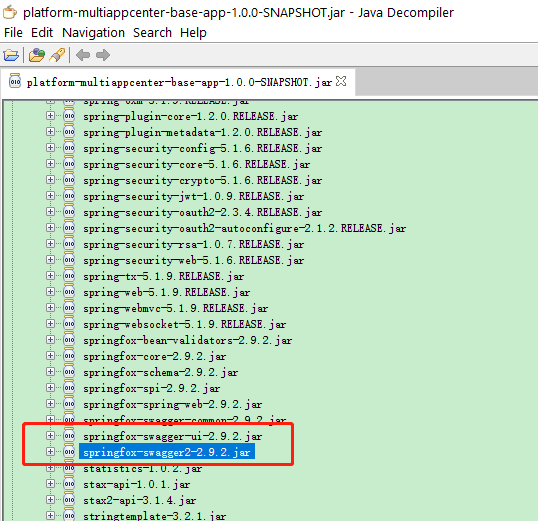 platform-multiappcenter-base-app-1.0.0-SNAPSHOT.jar - Java Decompiler
File Edit Navigation Search Help
platform-multiappcenter-base-app-1.0.0-SNAPSHOT.jar
spring-oxm-5.1.9.RELEASE.jar
spring-plugin-core-1.2.0.RELEASE.jar
spring-plugin-metadata-1.2.0.RELEASE.jar
spring-security-config-5.1.6.RELEASE.jar
spring-security-core-5.1.6.RELEASE.jar
spring-security-crypto-5.1.6.RELEASE.jar
spring-security-jwt-1.0.9.RELEASE.jar
spring-security-oauth2-2.3.4.RELEASE.jar
spring-security-oauth2-autoconfigure-2.1.2.RELEASE.jar
spring-security-rsa-1.0.7.RELEASE.jar
spring-security-web-5.1.6.RELEASE.jar
spring-tx-5.1.9.RELEASE.jar
spring-web-5.1.9.RELEASE.jar
spring-webmvc-5.1.9.RELEASE.jar
spring-websocket-5.1.9.RELEASE.jar
springfox-bean-validators-2.9.2.jar
springfox-core-2.9.2.jar
springfox-schema-2.9.2.jar
springfox-spi-2.9.2.jar
springfox-spring-web-2.9.2.jar
springfox-swagger-common-2.9.2.jar
springfox-swagger-ui-2.9.2.jar
springfox-swagger2-2.9.2.jar
statistics-1.0.2.jar
stax-api-1.0.1.jar
stax2-api-3.1.4.jar
stringtemplate-3.2.1.jar